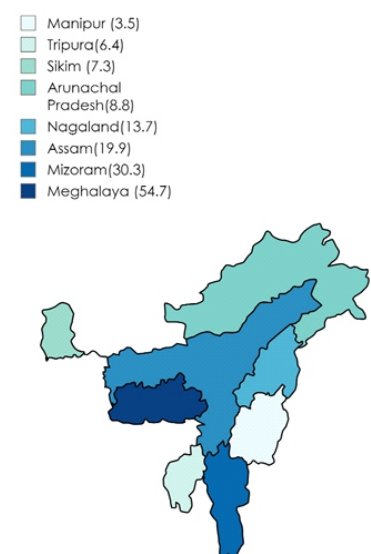 Manipur (3.5)
Tripura(6.4)
Sikim (7.3)
Arunachal
Pradesh(8.8)
Nagaland(13.7)
Assam(19.9)
Mizoram(30.3)
Meghalaya (54.7)